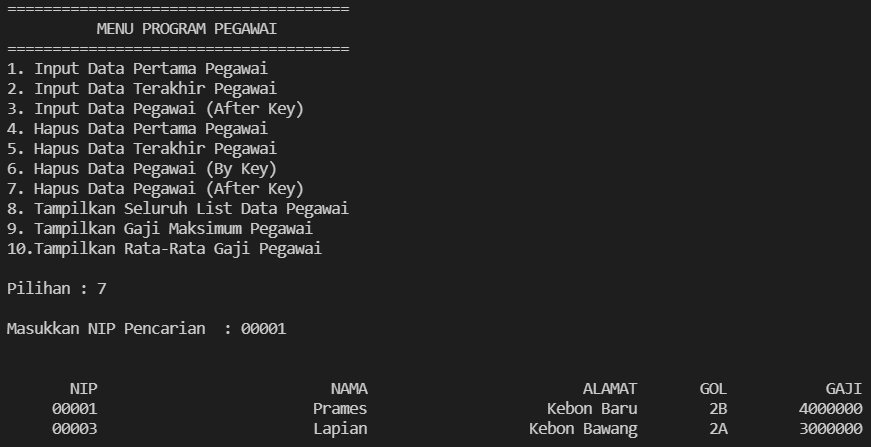 ======================================
MENU PROGRAM PEGAWAI
======================================
1. Input Data Pertama Pegawai
2. Input Data Terakhir Pegawai
3. Input Data Pegawai (After Key)
4. Hapus Data Pertama Pegawai
5. Hapus Data Terakhir Pegawai
6. Hapus Data Pegawai (By Key)
7. Hapus Data Pegawai (After Key)
8. Tampilkan Seluruh List Data Pegawai
9. Tampilkan Gaji Maksimum Pegawai
10.Tampilkan Rata-Rata Gaji Pegawai
Pilihan : 7
Masukkan NIP Pencarian  : 00001
NIP NAMA ALAMAT GOL GAJI
00001 Prames Kebon Baru 2B 4000000
00003 Lapian Kebon Bawang 2A 3000000